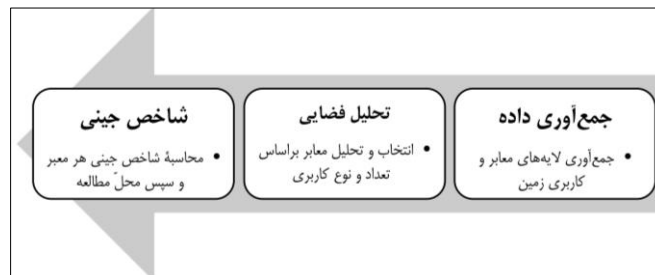 جمع‌آوری داده
• جمع‌آوری لایه‌های معابر و
کاربری زمین
تحلیل فضایی
• انتخاب و تحلیل معابر براساس
تعداد و نوع کاربری
شاخص جینی
• محاسبۀ شاخص جینی هر معبر
و سپس محلّ مطالعه